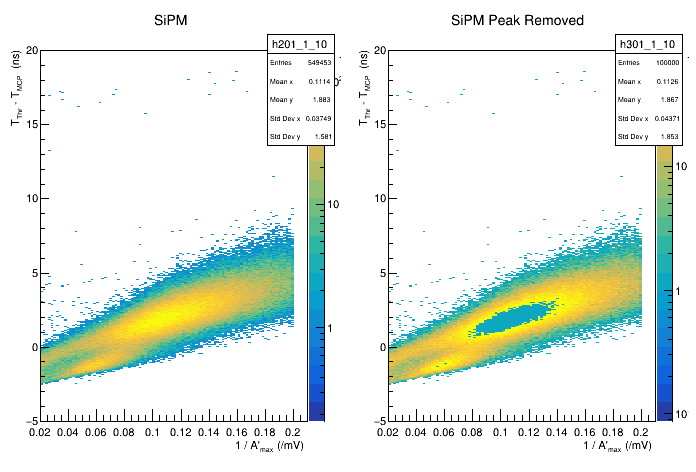 SiPM
h201_1_10
Entries 549453
Mean x 0.1114
Mean y 1.883
Std Dev x 0.03749
Std Dev y 1.581
T_Thr - T_MCP (ns)
20
15
10
5
0
−5
0.02 0.04 0.06 0.08 0.1 0.12 0.14 0.16 0.18 0.2
1 / A'_max (/mV)
10
1
SiPM Peak Removed
h301_1_10
Entries 100000
Mean x 0.1126
Mean y 1.867
Std Dev x 0.04371
Std Dev y 1.853
T_Thr - T_MCP (ns)
20
15
10
5
0
−5
0.02 0.04 0.06 0.08 0.1 0.12 0.14 0.16 0.18 0.2
1 / A'_max (/mV)
10
1
10